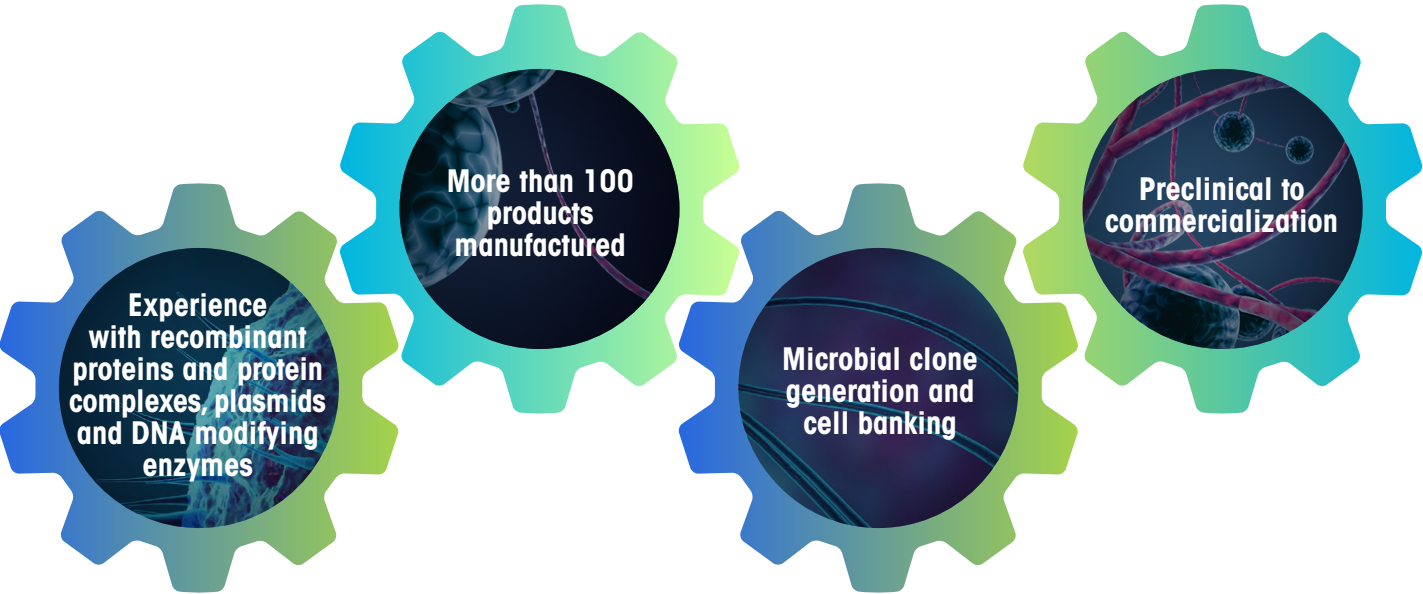 Experience
with recombinant
proteins and protein
complexes, plasmids
and DNA modifying
enzymes
More than 100
products
manufactured
Microbial clone
generation and
cell banking
Preclinical to
commercialization